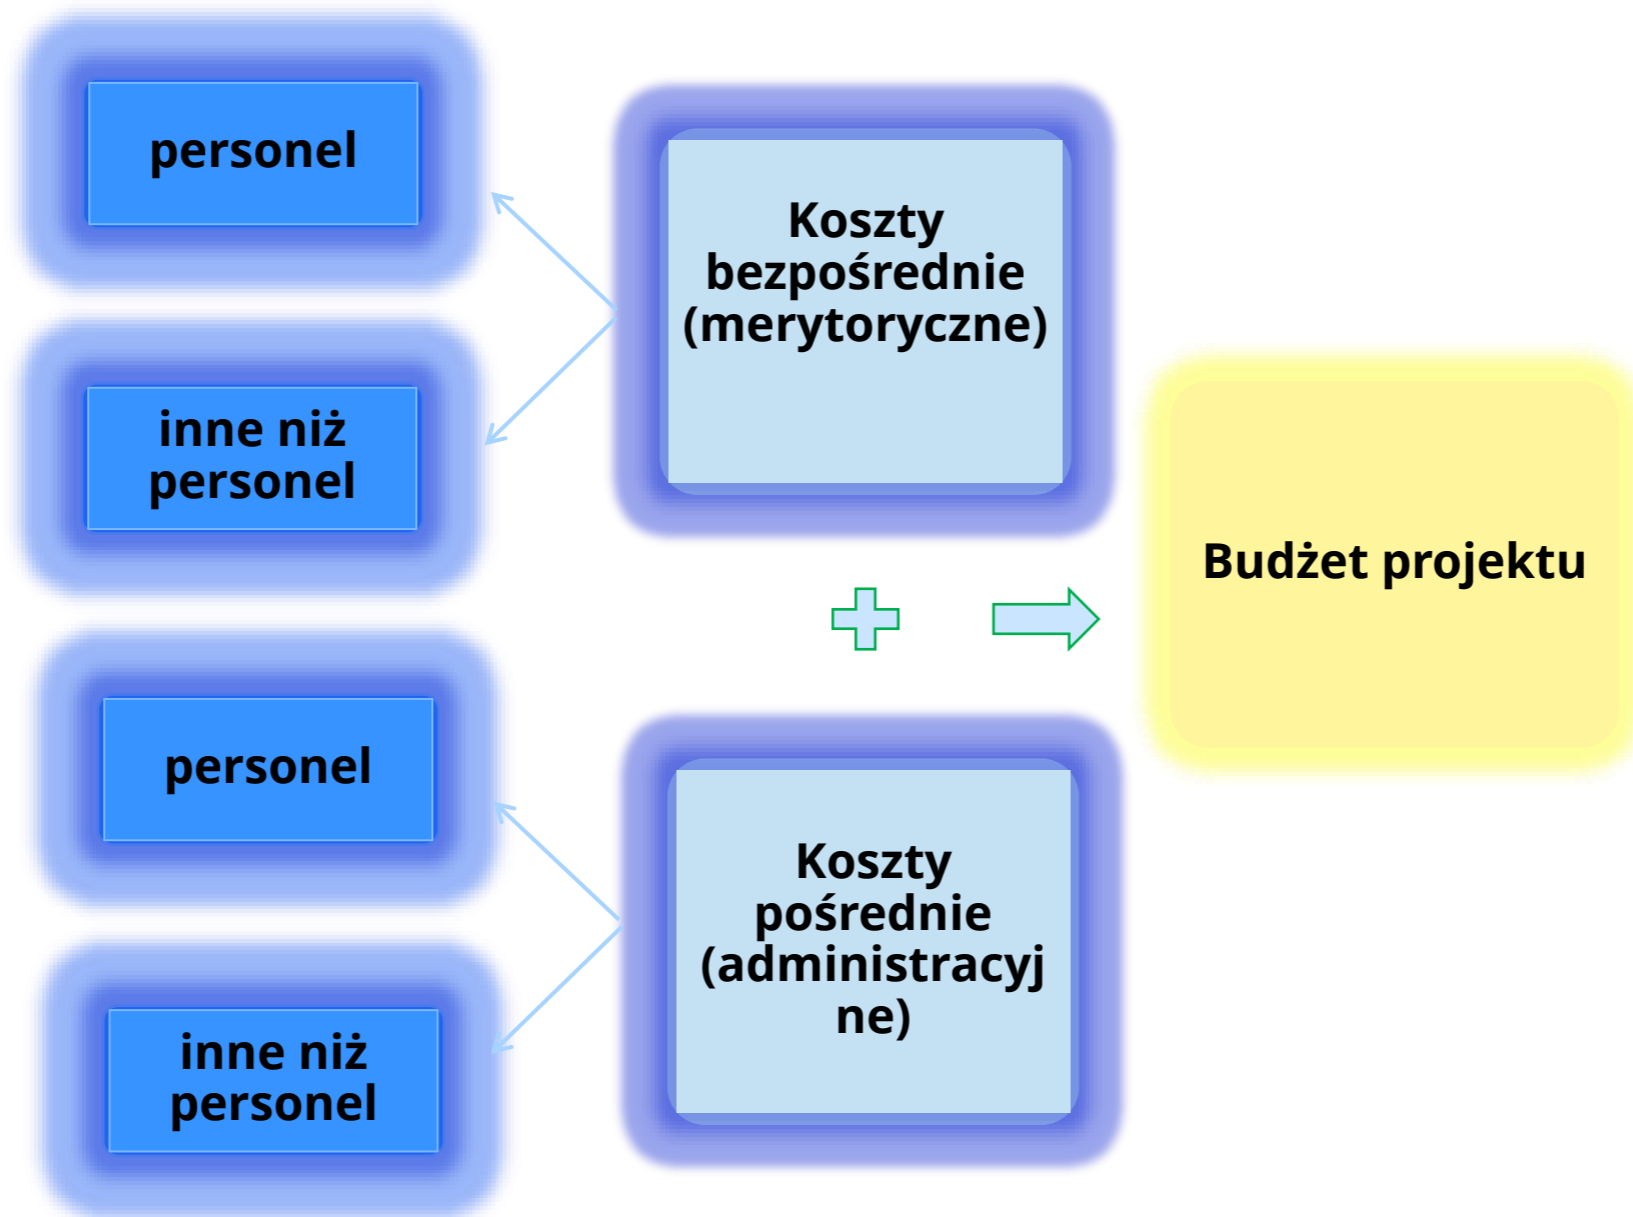 personel
inne niż
personel
Koszty
bezpośrednie
(merytoryczne)
Budżet projektu
personel
inne niż
personel
Koszty
pośrednie
(administracyj
ne)